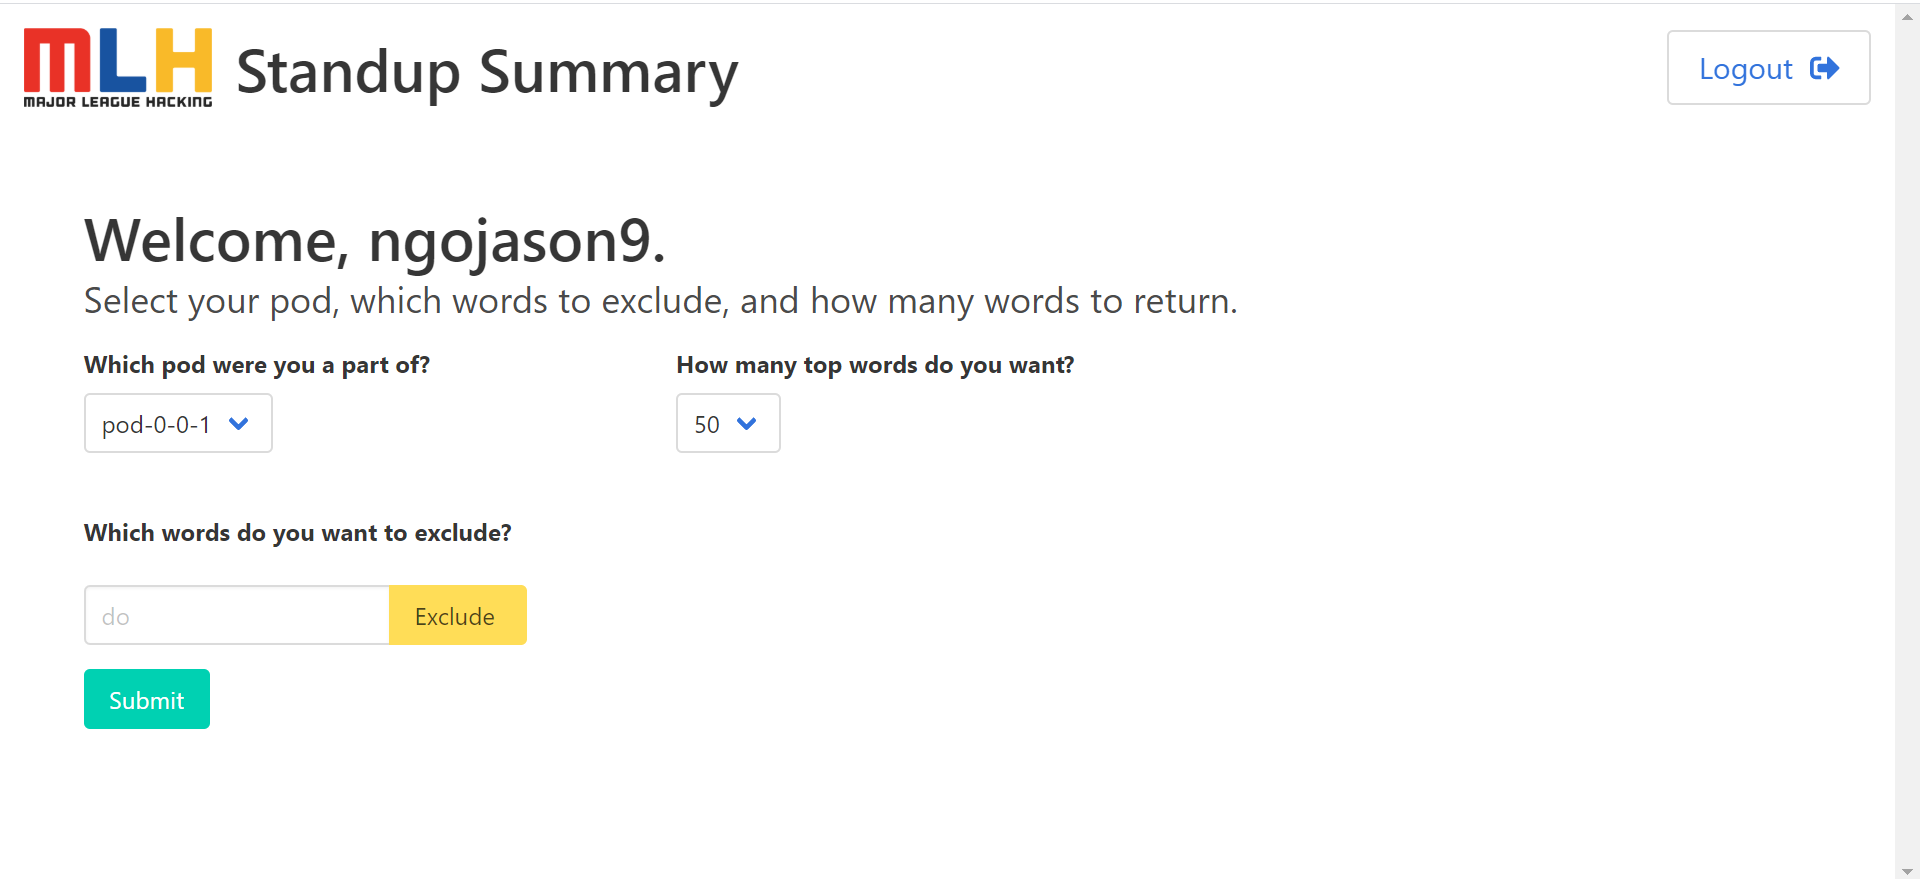 MLH
MAJOR LEAGUE HACKING
Standup Summary
Logout
Welcome, ngojason9.
Select your pod, which words to exclude, and how many words to return.
Which pod were you a part of?
How many top words do you want?
pod-0-0-1
50
Which words do you want to exclude?
do
Exclude
Submit